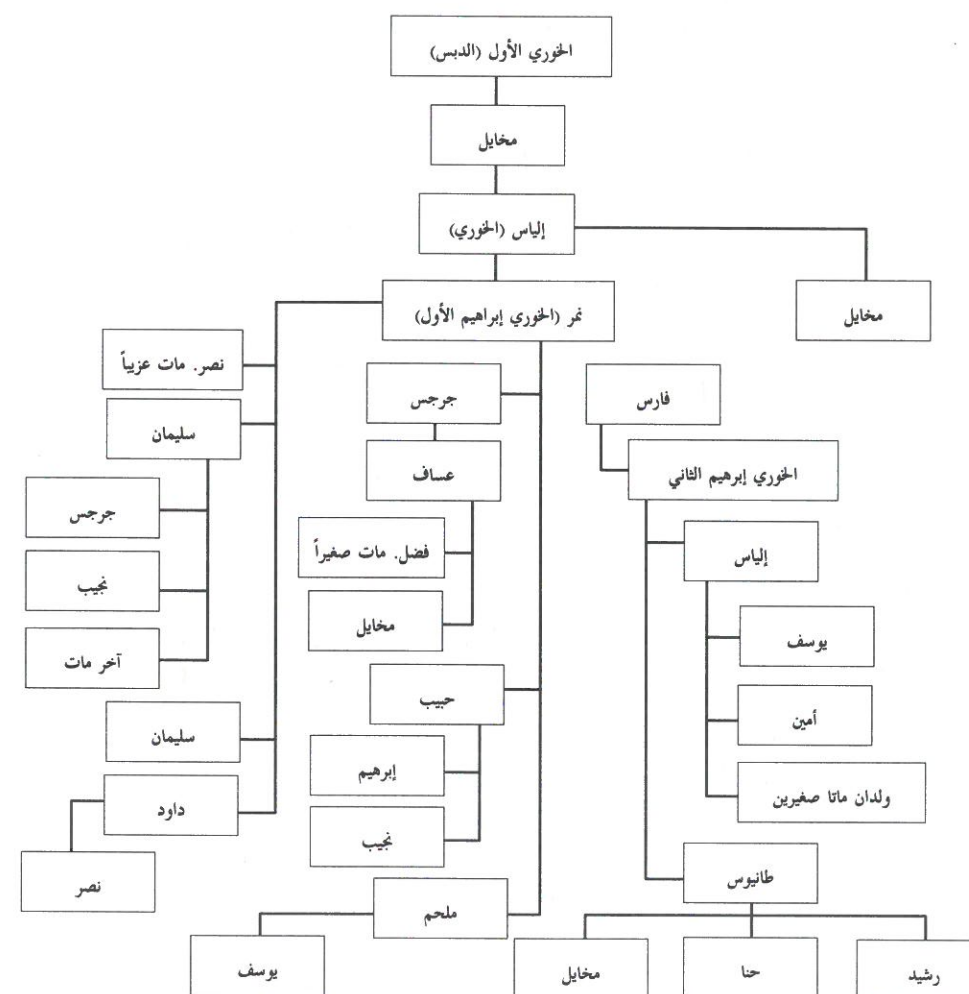 الخوري الأول (الدبس)
مخايل
إلياس (الخوري)
مخايل
نمر (الخوري إبراهيم الأول)
نصر. مات عزيباً
جرجس
فارس
سليمان
عساف
الخوري إبرهيم الثاني
جرجس
فضل. مات صغيراً
إلياس
نجيب
مخايل
يوسف
آخر مات
حبيب
أمين
سليمان
إبرهيم
ولدان ماتا صغيرين
داود
نجيب
طانيوس
نصر
ملحم
يوسف
مخايل
حنا
رشيد